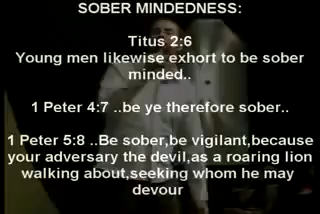 SOBER MINDEDNESS:
Titus 2:6
Young men likewise exhort to be sober
minded..
1 Peter 4:7 ..be ye therefore sober..
1 Peter 5:8 ..Be sober,be vigilant,because
your adversary the devil,as a roaring lion
walking about,seeking whom he may
devour